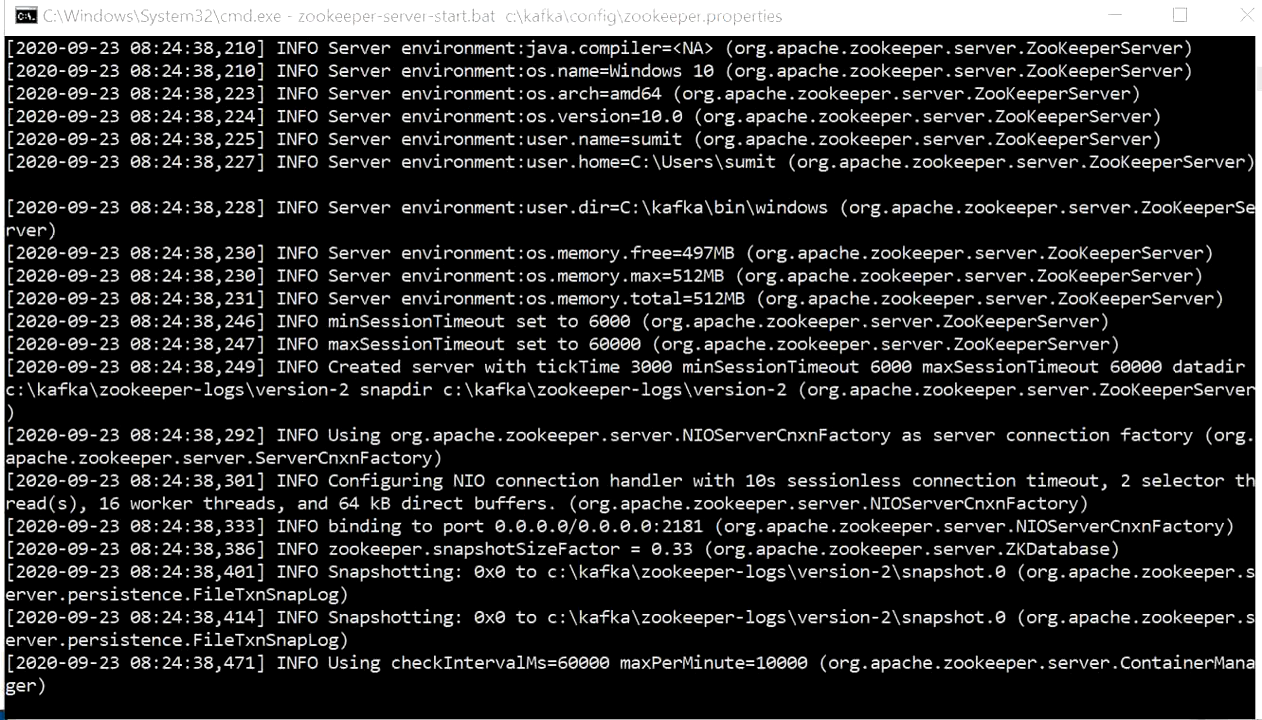 C:\Windows\System32\cmd.exe - zookeeper-server-start.bat c:\kafka\config\zookeeper.properties
[2020-09-23 08:24:38,210] INFO Server environment:java.compiler=<NA> (org.apache.zookeeper.server.ZooKeeperServer)
[2020-09-23 08:24:38,210] INFO Server environment:os.name=Windows 10 (org.apache.zookeeper.server.ZooKeeperServer)
[2020-09-23 08:24:38,223] INFO Server environment:os.arch=amd64 (org.apache.zookeeper.server.ZooKeeperServer)
[2020-09-23 08:24:38,224] INFO Server environment:os.version=10.0 (org.apache.zookeeper.server.ZooKeeperServer)
[2020-09-23 08:24:38,225] INFO Server environment:user.name=sumit (org.apache.zookeeper.server.ZooKeeperServer)
[2020-09-23 08:24:38,227] INFO Server environment:user.home=C:\Users\sumit (org.apache.zookeeper.server.ZooKeeperServer)
[2020-09-23 08:24:38,228] INFO Server environment:user.dir=C:\kafka\bin\windows (org.apache.zookeeper.server.ZooKeeperSe
rver)
[2020-09-23 08:24:38,230] INFO Server environment:os.memory.free=497MB (org.apache.zookeeper.server.ZooKeeperServer)
[2020-09-23 08:24:38,230] INFO Server environment:os.memory.max=512MB (org.apache.zookeeper.server.ZooKeeperServer)
[2020-09-23 08:24:38,231] INFO Server environment:os.memory.total=512MB (org.apache.zookeeper.server.ZooKeeperServer)
[2020-09-23 08:24:38,246] INFO minSessionTimeout set to 6000 (org.apache.zookeeper.server.ZooKeeperServer)
[2020-09-23 08:24:38,247] INFO maxSessionTimeout set to 60000 (org.apache.zookeeper.server.ZooKeeperServer)
[2020-09-23 08:24:38,249] INFO Created server with tickTime 3000 minSessionTimeout 6000 maxSessionTimeout 60000 datadir
c:\kafka\zookeeper-logs\version-2 snapdir c:\kafka\zookeeper-logs\version-2 (org.apache.zookeeper.server.ZooKeeperServer
)
[2020-09-23 08:24:38,292] INFO Using org.apache.zookeeper.server.NIOServerCnxnFactory as server connection factory (org.
apache.zookeeper.server.ServerCnxnFactory)
[2020-09-23 08:24:38,301] INFO Configuring NIO connection handler with 10s sessionless connection timeout, 2 selector th
read(s), 16 worker threads, and 64 kB direct buffers. (org.apache.zookeeper.server.NIOServerCnxnFactory)
[2020-09-23 08:24:38,333] INFO binding to port 0.0.0.0/0.0.0.0:2181 (org.apache.zookeeper.server.NIOServerCnxnFactory)
[2020-09-23 08:24:38,386] INFO zookeeper.snapshotSizeFactor = 0.33 (org.apache.zookeeper.server.ZKDatabase)
[2020-09-23 08:24:38,401] INFO Snapshotting: 0x0 to c:\kafka\zookeeper-logs\version-2\snapshot.0 (org.apache.zookeeper.s
erver.persistence.FileTxnSnapLog)
[2020-09-23 08:24:38,414] INFO Snapshotting: 0x0 to c:\kafka\zookeeper-logs\version-2\snapshot.0 (org.apache.zookeeper.s
erver.persistence.FileTxnSnapLog)
[2020-09-23 08:24:38,471] INFO Using checkIntervalMs=60000 maxPerMinute=10000 (org.apache.zookeeper.server.ContainerMana
ger)